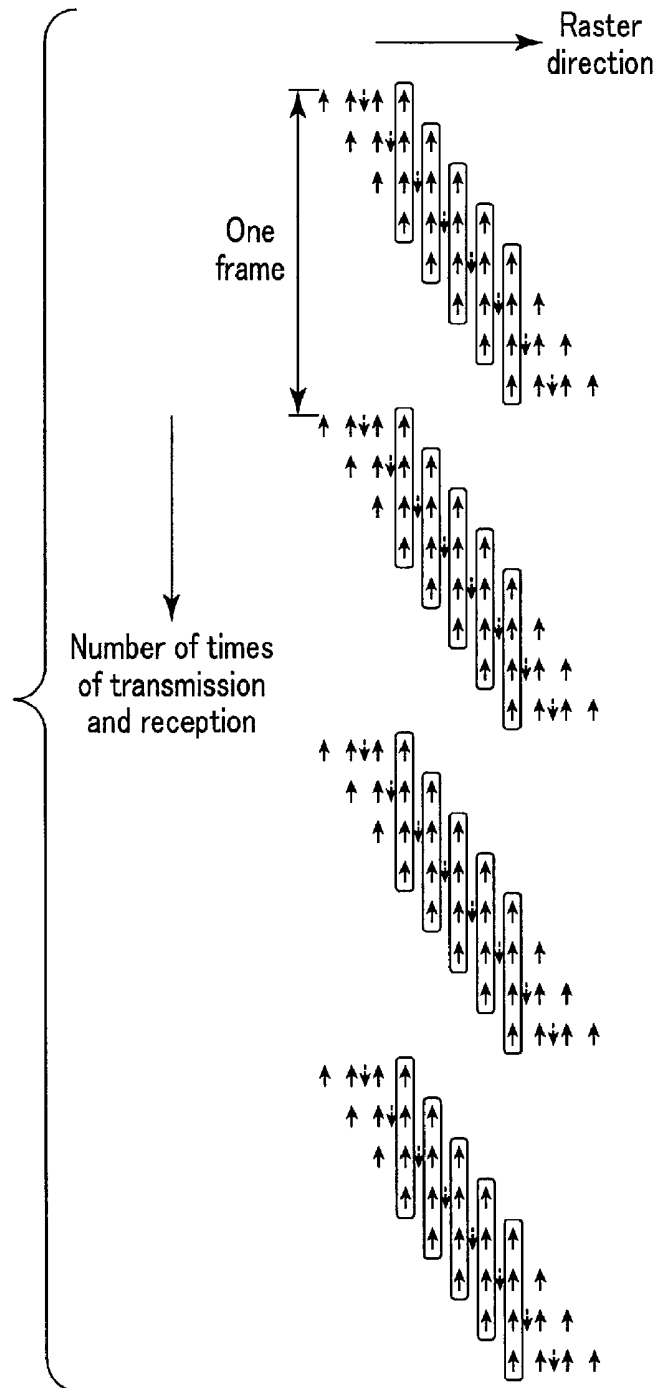 Raster
direction
One
frame
Number of times
of transmission
and reception